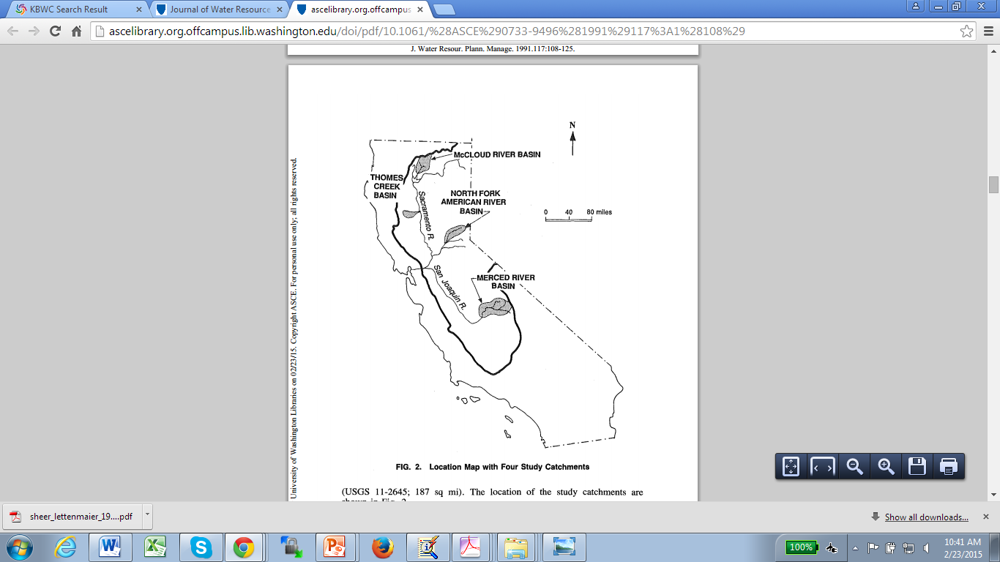 KBWC Search Result
Journal of Water Resource
ascelibrary.org.offcampus
ascelibrary.org.offcampus.lib.washington.edu/doi/pdf/10.1061/%28ASCE%290733-9496%281991%29117%3A1%28108%29
J. Water Resour. Plann. Manage. 1991.117:108-125.
University of Washington Libraries on 02/23/15. Copyright ASCE. For personal use only; all rights reserved.
N
McCLOUD RIVER BASIN
THOMES
CREEK
BASIN
Sacramento R.
NORTH FORK
AMERICAN RIVER
BASIN
0 40 80 miles
San Joaquin R.
MERCED RIVER
BASIN
FIG. 2. Location Map with Four Study Catchments
(USGS 11-2645; 187 sq mi). The location of the study catchments are
shown in Fig. 2.
sheer_lettenmaier_19....pdf
Show all downloads...
100%
10:41 AM
2/23/2015